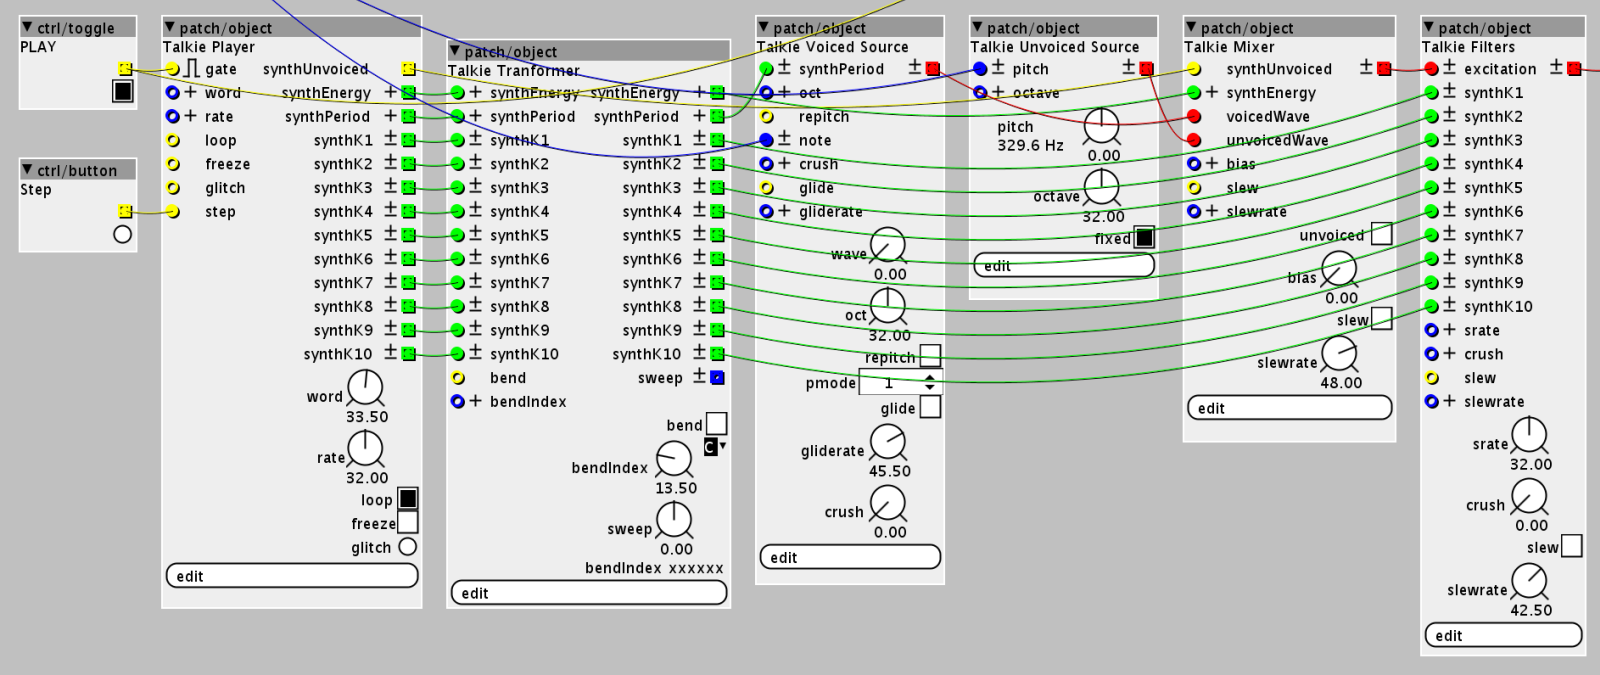 ▼ ctrl/toggle
PLAY
▼ ctrl/button
Step
▼ patch/object
Talkie Player
gate synthUnvoiced
+ word synthEnergy ±
+ rate synthPeriod ±
loop synthK1 ±
freeze synthK2 ±
glitch synthK3 ±
step synthK4 ±
synthK5 ±
synthK6 ±
synthK7 ±
synthK8 ±
synthK9 ±
synthK10 ±
word
33.50
rate
32.00
loop
freeze
glitch
edit
▼ patch/object
Talkie Tranformer
± synthEnergy synthEnergy ±
± synthPeriod synthPeriod ±
± synthK1 synthK1 ±
± synthK2 synthK2 ±
± synthK3 synthK3 ±
± synthK4 synthK4 ±
± synthK5 synthK5 ±
± synthK6 synthK6 ±
± synthK7 synthK7 ±
± synthK8 synthK8 ±
± synthK9 synthK9 ±
± synthK10 synthK10 ±
bend sweep ±
+ bendIndex
bend
C▼
bendIndex
13.50
sweep
0.00
bendIndex xxxxxx
edit
▼ patch/object
Talkie Voiced Source
± synthPeriod ±
+ oct
repitch
+ note
+ crush
glide
+ gliderate
wave
0.00
oct
32.00
repitch
pmode 1
glide
gliderate
45.50
crush
0.00
edit
▼ patch/object
Talkie Unvoiced Source
± pitch ±
+ octave
pitch
329.6 Hz
0.00
octave
32.00
fixed
edit
▼ patch/object
Talkie Mixer
synthUnvoiced ±
+ synthEnergy
voicedWave
unvoicedWave
+ bias
slew
+ slewrate
unvoiced
bias
0.00
slew
slewrate
48.00
edit
▼ patch/object
Talkie Filters
excitation ±
synthK1
synthK2
synthK3
synthK4
synthK5
synthK6
synthK7
synthK8
synthK9
synthK10
+ srate
+ crush
slew
+ slewrate
srate
32.00
crush
0.00
slew
slewrate
42.50
edit